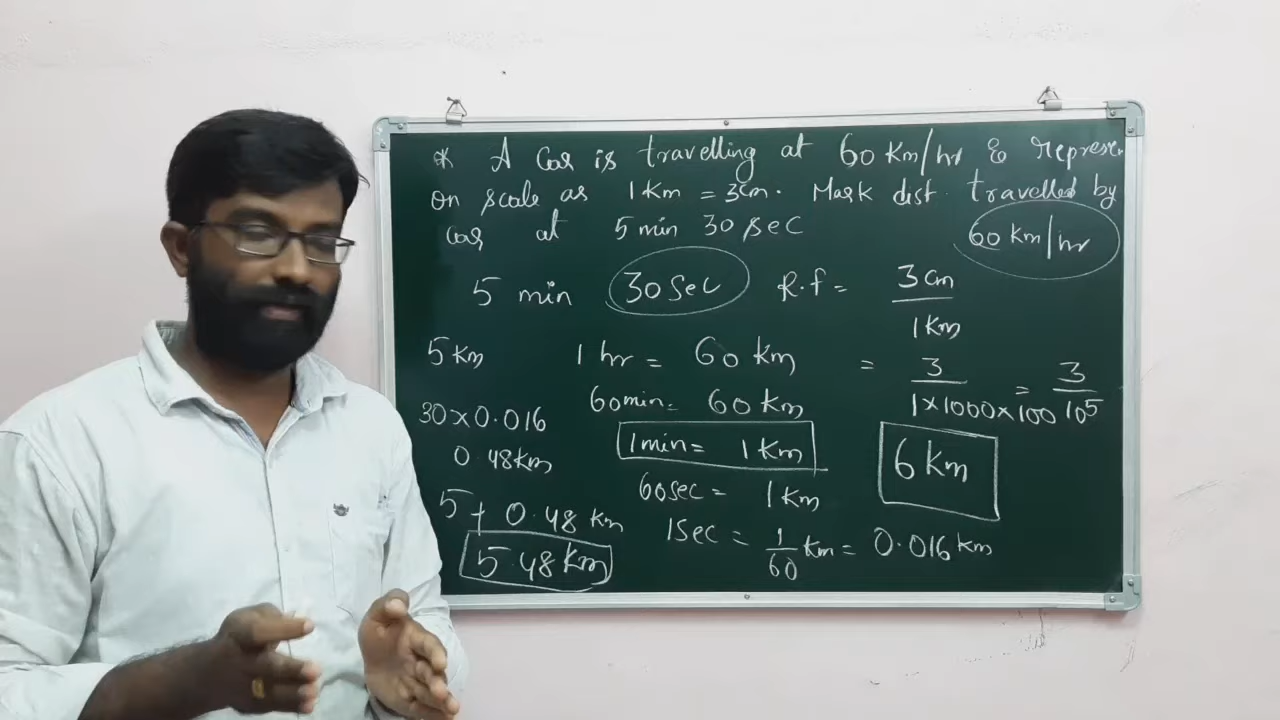 * A Car is travelling at 60 Km/hr & represen
on scale as 1 Km = 3cm. Mark dist. travelled by
car at 5 min 30 sec
60 km/hr
5 min 30 sec R.f = 3 cm / 1 Km
5 Km 1 hr = 60 km = 3 / 1×1000×100 = 3 / 10⁵
60min = 60 Km
30×0.016
1min = 1 Km 6 Km
0.48Km
60sec = 1 Km
5 + 0.48 Km 1sec = 1/60 Km = 0.016 Km
5.48 Km